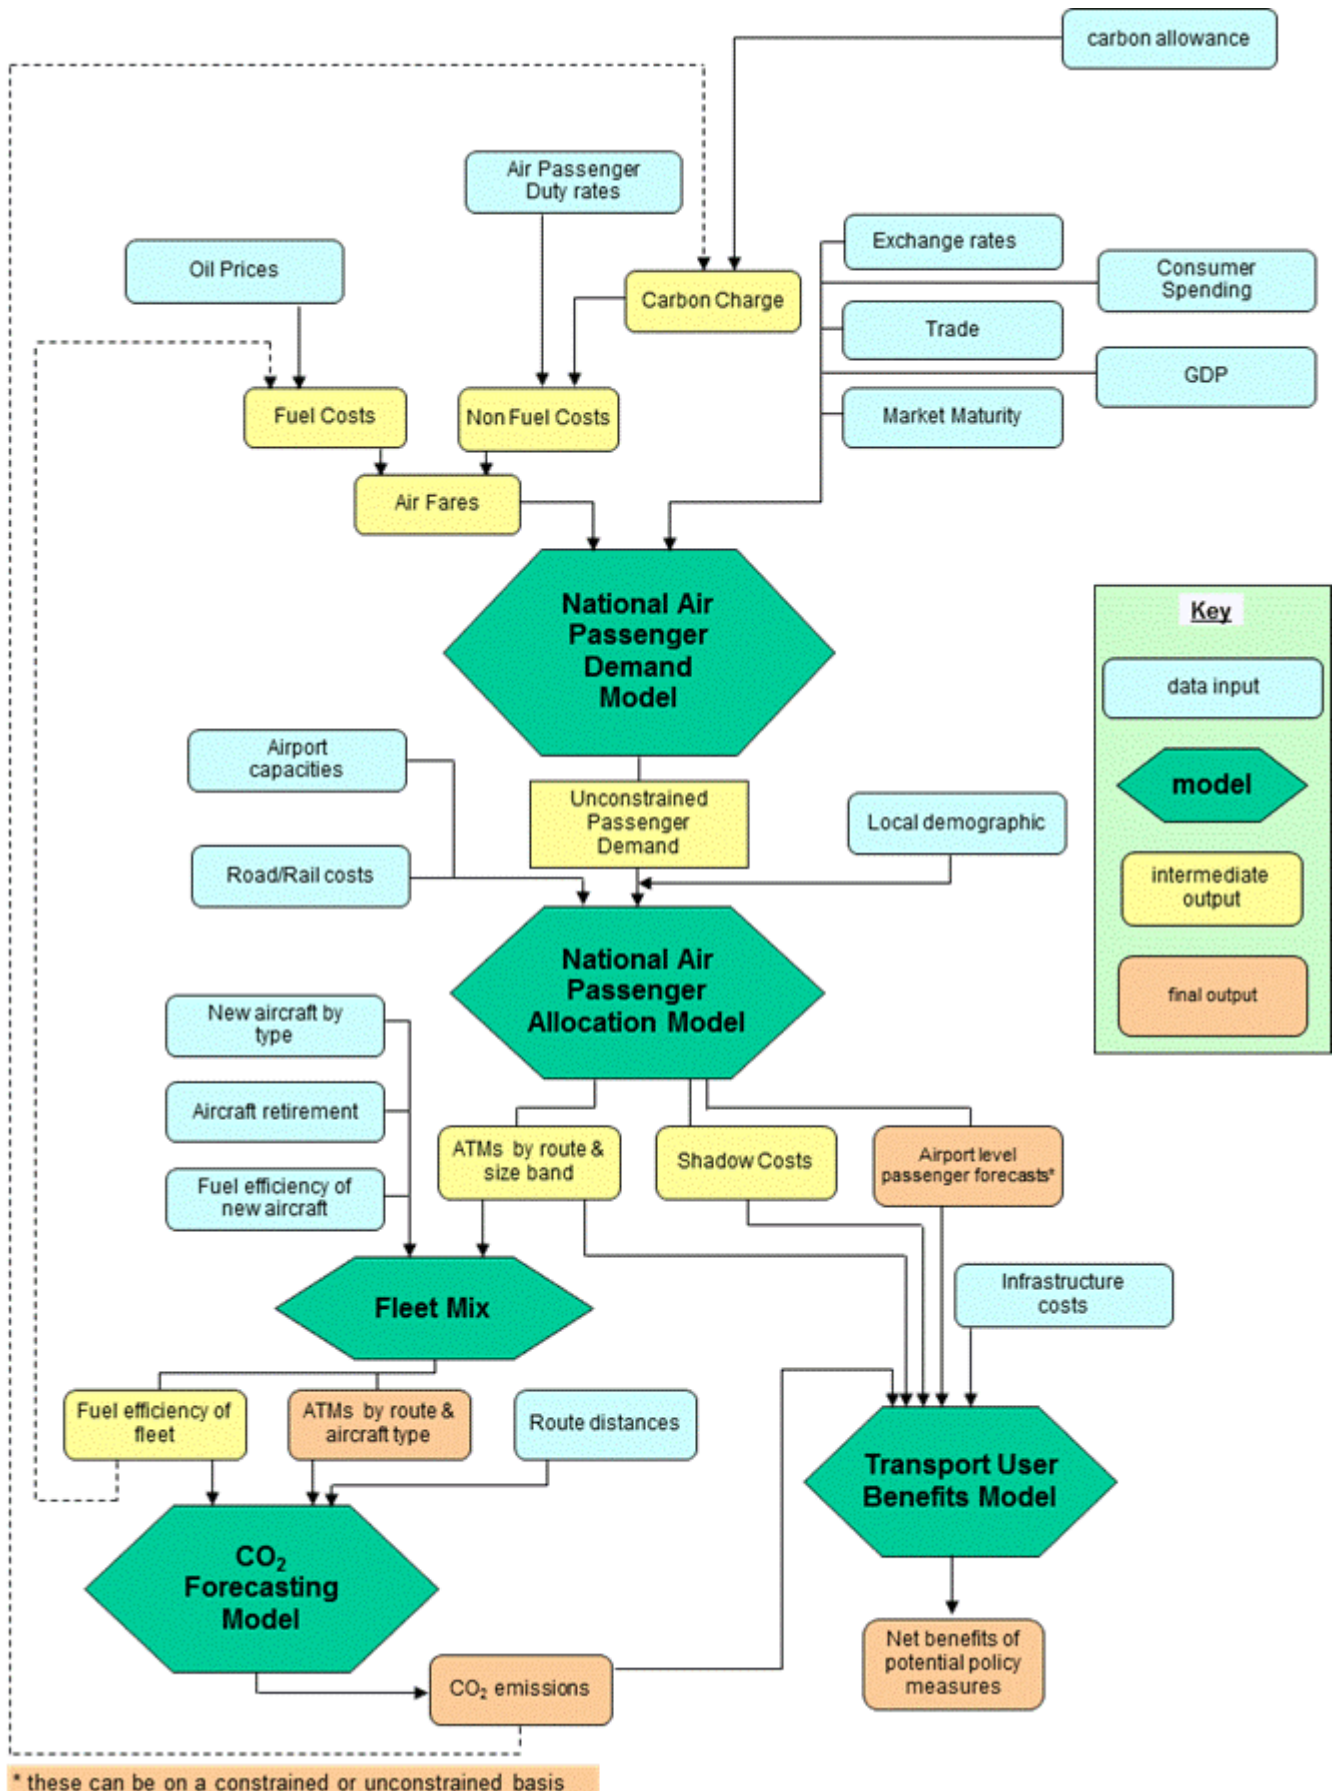 carbon allowance
Air Passenger
Duty rates
Exchange rates
Oil Prices
Consumer
Spending
Carbon Charge
Trade
GDP
Fuel Costs
Non Fuel Costs
Market Maturity
Air Fares
National Air
Passenger
Demand
Model
Key
data input
model
intermediate
output
final output
Airport
capacities
Unconstrained
Passenger
Demand
Local demographic
Road/Rail costs
National Air
Passenger
Allocation Model
New aircraft by
type
Aircraft retirement
Fuel efficiency of
new aircraft
ATMs by route &
size band
Shadow Costs
Airport level
passenger forecasts*
Fleet Mix
Infrastructure
costs
Fuel efficiency of
fleet
ATMs by route &
aircraft type
Route distances
Transport User
Benefits Model
CO₂
Forecasting
Model
Net benefits of
potential policy
measures
CO₂ emissions
* these can be on a constrained or unconstrained basis